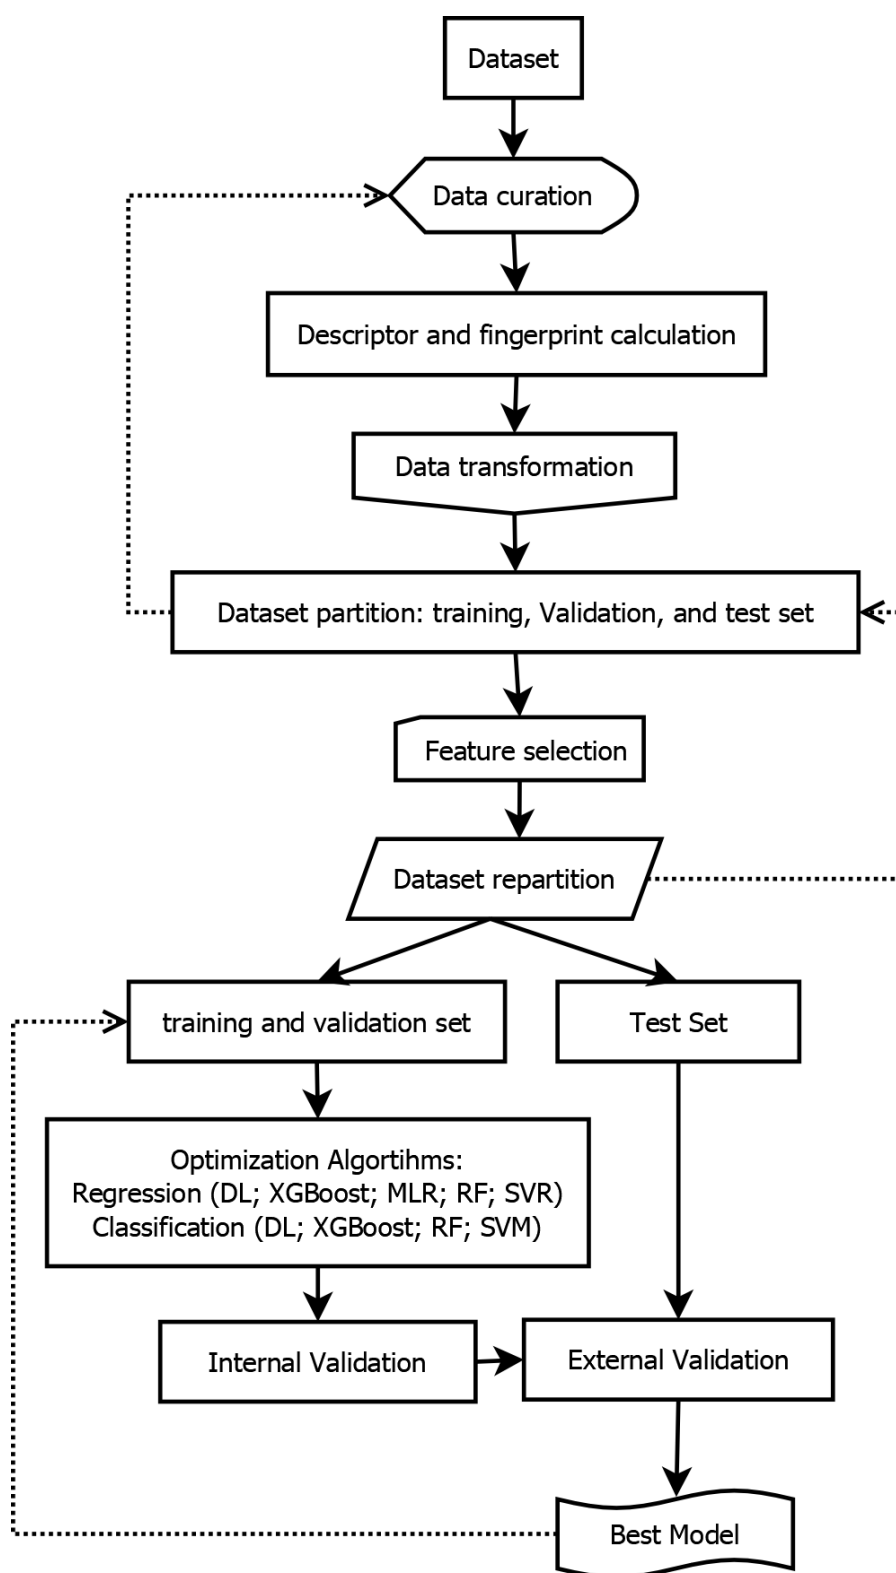 Dataset
Data curation
Descriptor and fingerprint calculation
Data transformation
Dataset partition: training, Validation, and test set
Feature selection
Dataset repartition
training and validation set
Test Set
Optimization Algortihms:
Regression (DL; XGBoost; MLR; RF; SVR)
Classification (DL; XGBoost; RF; SVM)
Internal Validation
External Validation
Best Model